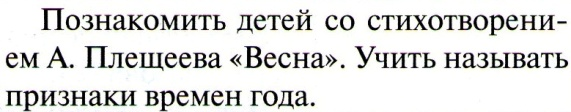 Познакомить детей со стихотворени-
ем А. Плещеева «Весна». Учить называть
признаки времен года.